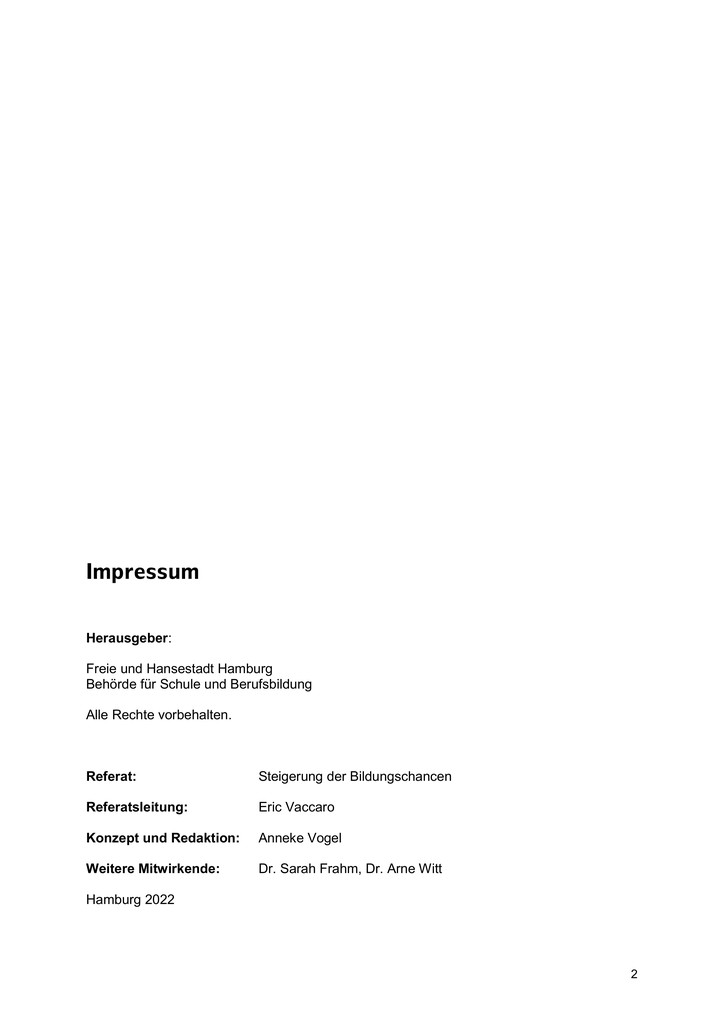 Impressum
Herausgeber:
Freie und Hansestadt Hamburg
Behörde für Schule und Berufsbildung
Alle Rechte vorbehalten.
Referat: Steigerung der Bildungschancen
Referatsleitung: Eric Vaccaro
Konzept und Redaktion: Anneke Vogel
Weitere Mitwirkende: Dr. Sarah Frahm, Dr. Arne Witt
Hamburg 2022
2